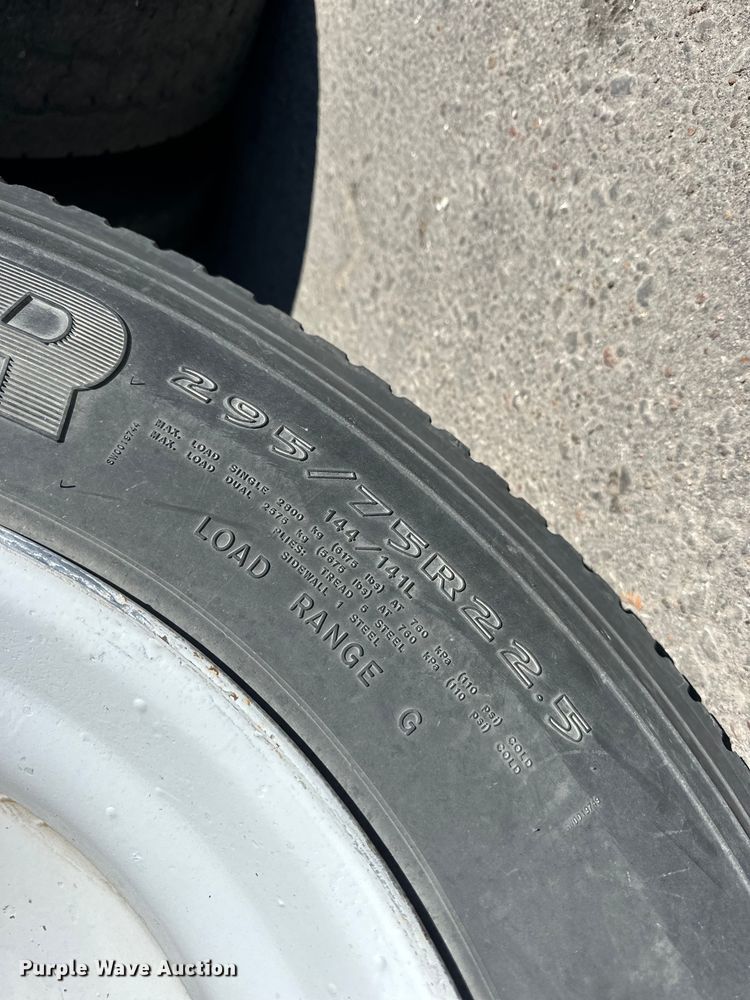 R
295/75R22.5
144/141L
SWC019744
MAX. LOAD SINGLE 2800 kg (6175 lbs) AT 760 kPa (110 psi) COLD
MAX. LOAD DUAL 2575 kg (5675 lbs) AT 760 kPa (110 psi) COLD
PLIES: TREAD 5 STEEL
SIDEWALL 1 STEEL
LOAD RANGE G
Purple Wave Auction